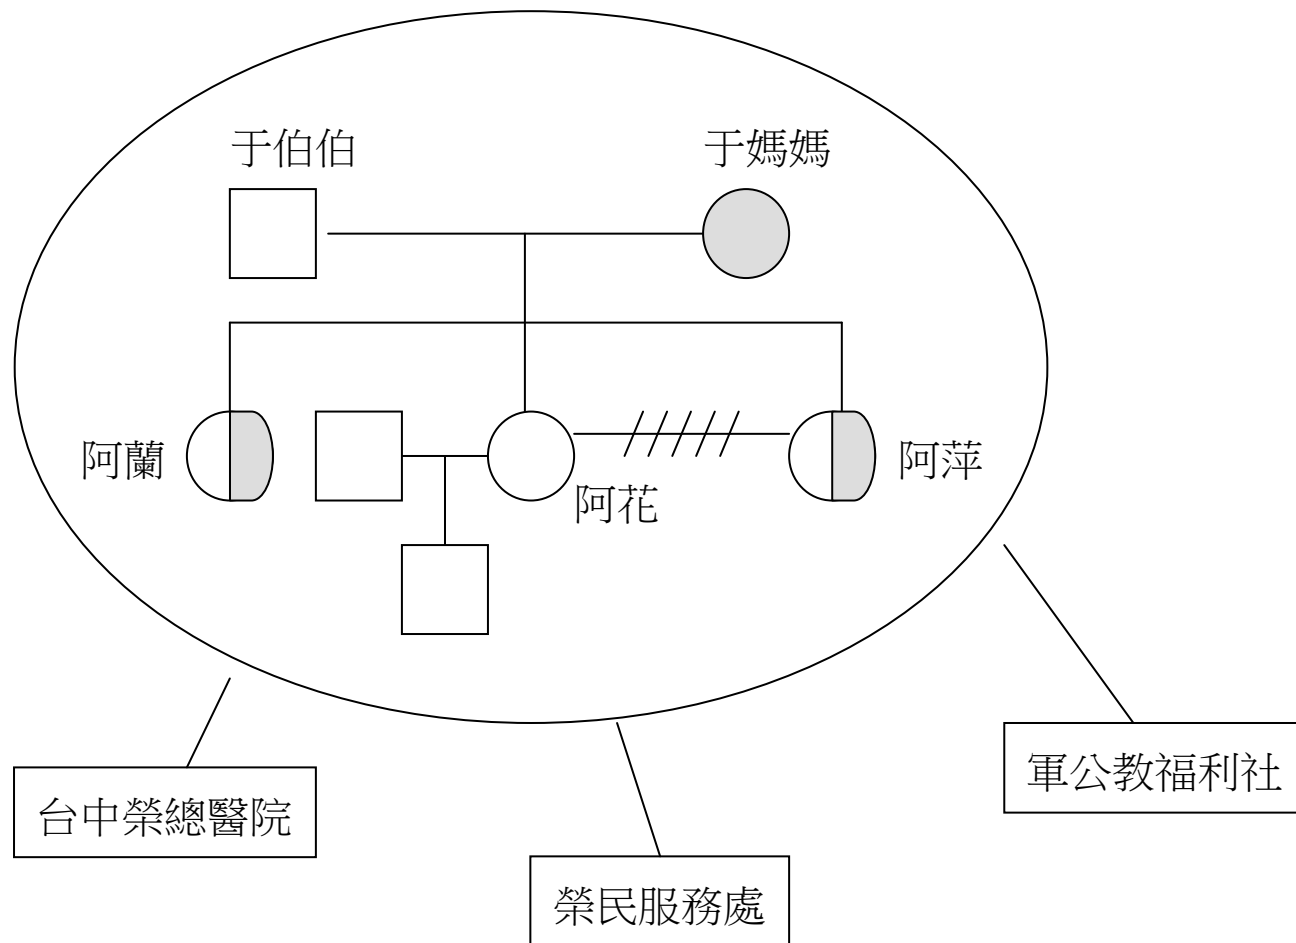 于伯伯
于媽媽
阿蘭
阿花
阿萍
台中榮總醫院
榮民服務處
軍公教福利社